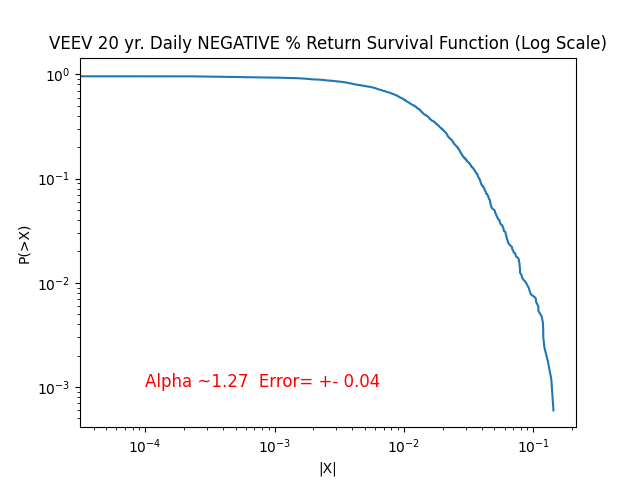 VEEV 20 yr. Daily NEGATIVE % Return Survival Function (Log Scale)
10⁰
10⁻¹
10⁻²
10⁻³
P(>X)
Alpha ~1.27  Error= +- 0.04
10⁻⁴ 10⁻³ 10⁻² 10⁻¹
|X|